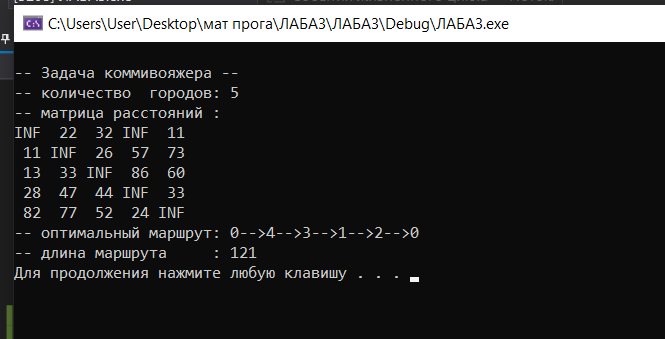 C:\Users\User\Desktop\мат прога\ЛАБА3\ЛАБА3\Debug\ЛАБА3.exe
-- Задача коммивояжера --
-- количество  городов: 5
-- матрица расстояний :
INF  22  32 INF  11
 11 INF  26  57  73
 13  33 INF  86  60
 28  47  44 INF  33
 82  77  52  24 INF
-- оптимальный маршрут: 0-->4-->3-->1-->2-->0
-- длина маршрута     : 121
Для продолжения нажмите любую клавишу . . .